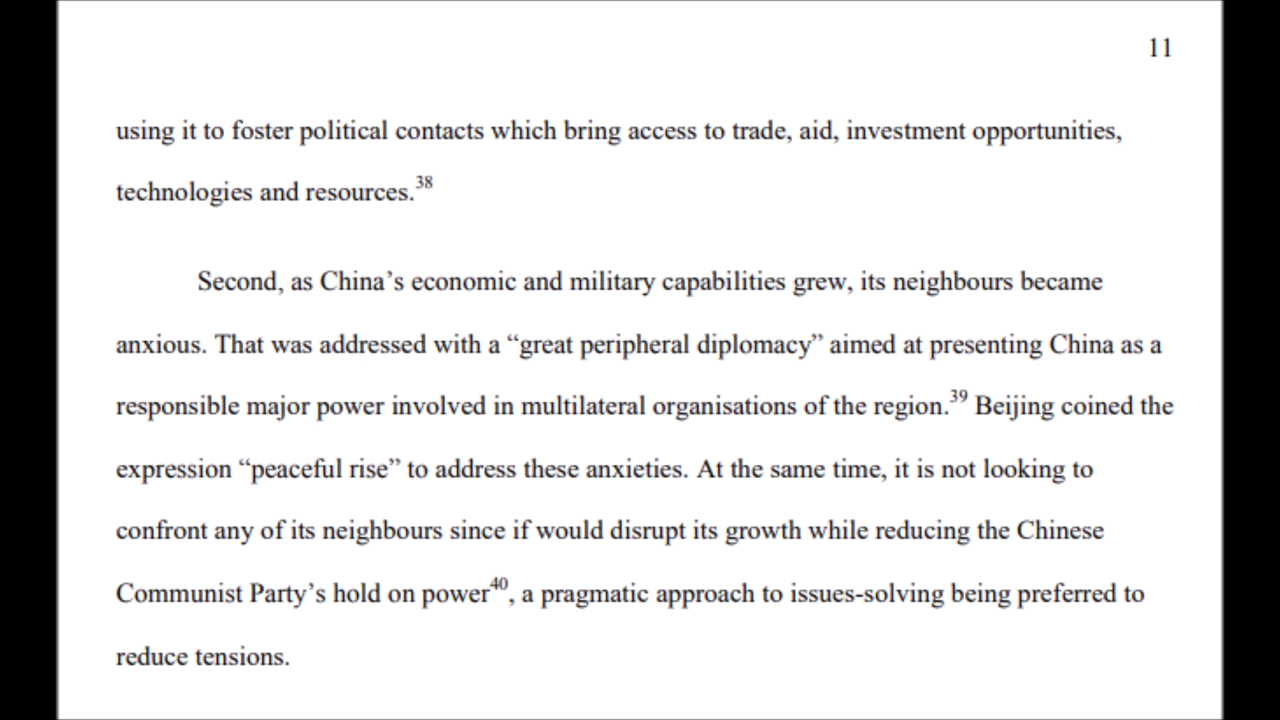 11
using it to foster political contacts which bring access to trade, aid, investment opportunities,
technologies and resources.38
Second, as China’s economic and military capabilities grew, its neighbours became
anxious. That was addressed with a “great peripheral diplomacy” aimed at presenting China as a
responsible major power involved in multilateral organisations of the region.39 Beijing coined the
expression “peaceful rise” to address these anxieties. At the same time, it is not looking to
confront any of its neighbours since if would disrupt its growth while reducing the Chinese
Communist Party’s hold on power40, a pragmatic approach to issues-solving being preferred to
reduce tensions.